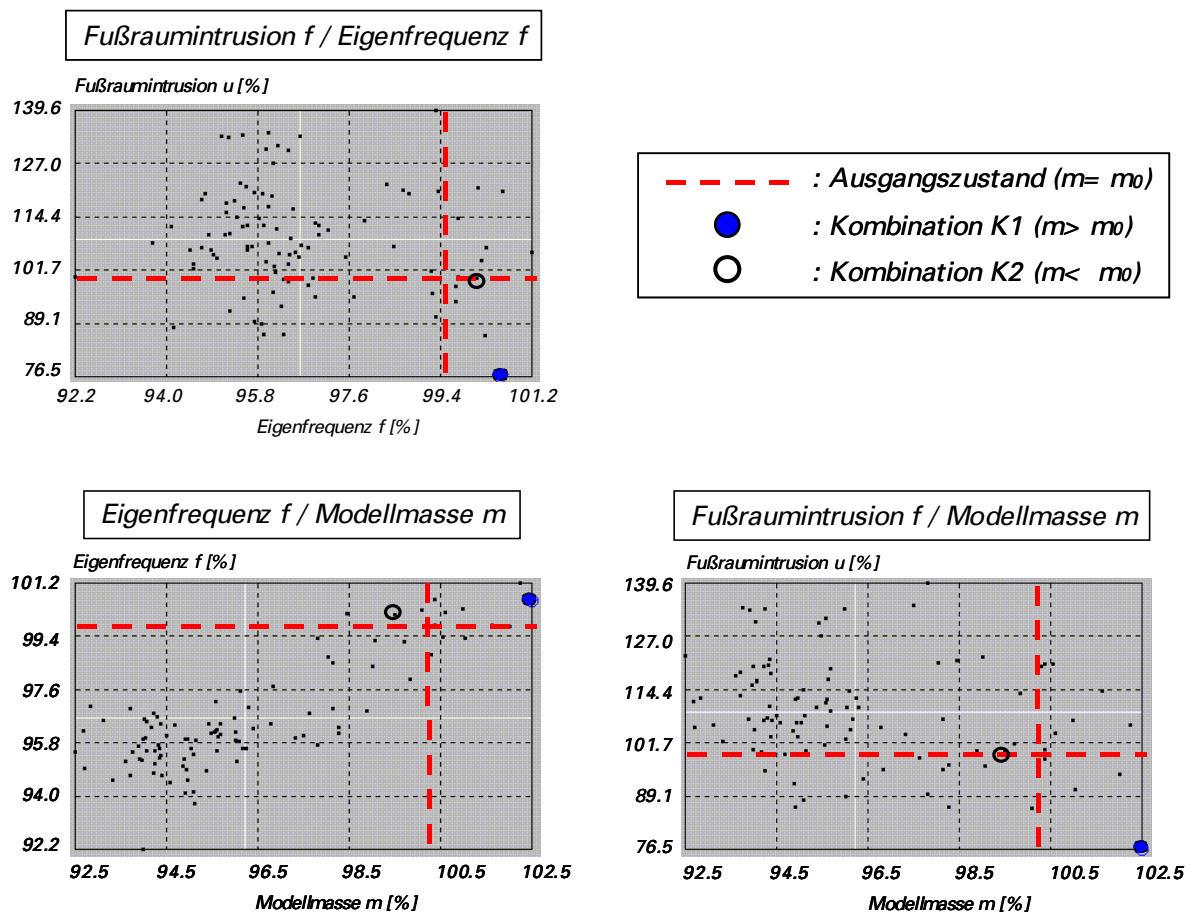 Fußraumintrusion f / Eigenfrequenz f
Fußraumintrusion u [%]
139.6
127.0
114.4
101.7
89.1
76.5
92.2 94.0 95.8 97.6 99.4 101.2
Eigenfrequenz f [%]
: Ausgangszustand (m= m0)
: Kombination K1 (m> m0)
: Kombination K2 (m< m0)
Eigenfrequenz f / Modellmasse m
Eigenfrequenz f [%]
101.2
99.4
97.6
95.8
94.0
92.2
92.5 94.5 96.5 98.5 100.5 102.5
Modellmasse m [%]
Fußraumintrusion f / Modellmasse m
Fußraumintrusion u [%]
139.6
127.0
114.4
101.7
89.1
76.5
92.5 94.5 96.5 98.5 100.5 102.5
Modellmasse m [%]